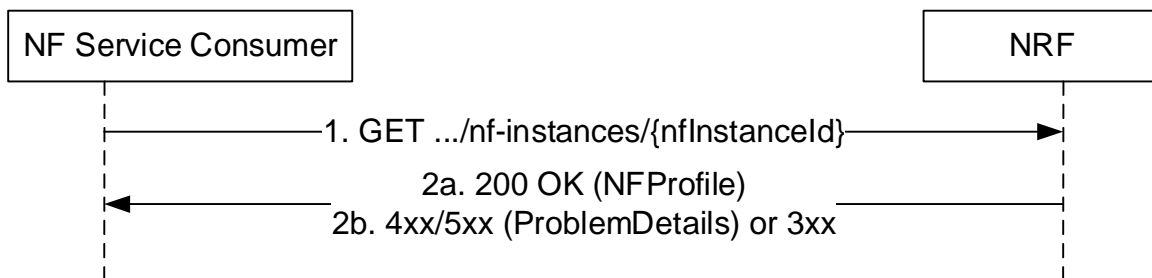 NF Service Consumer
NRF
1. GET .../nf-instances/{nfInstanceId}
2a. 200 OK (NFProfile)
2b. 4xx/5xx (ProblemDetails) or 3xx